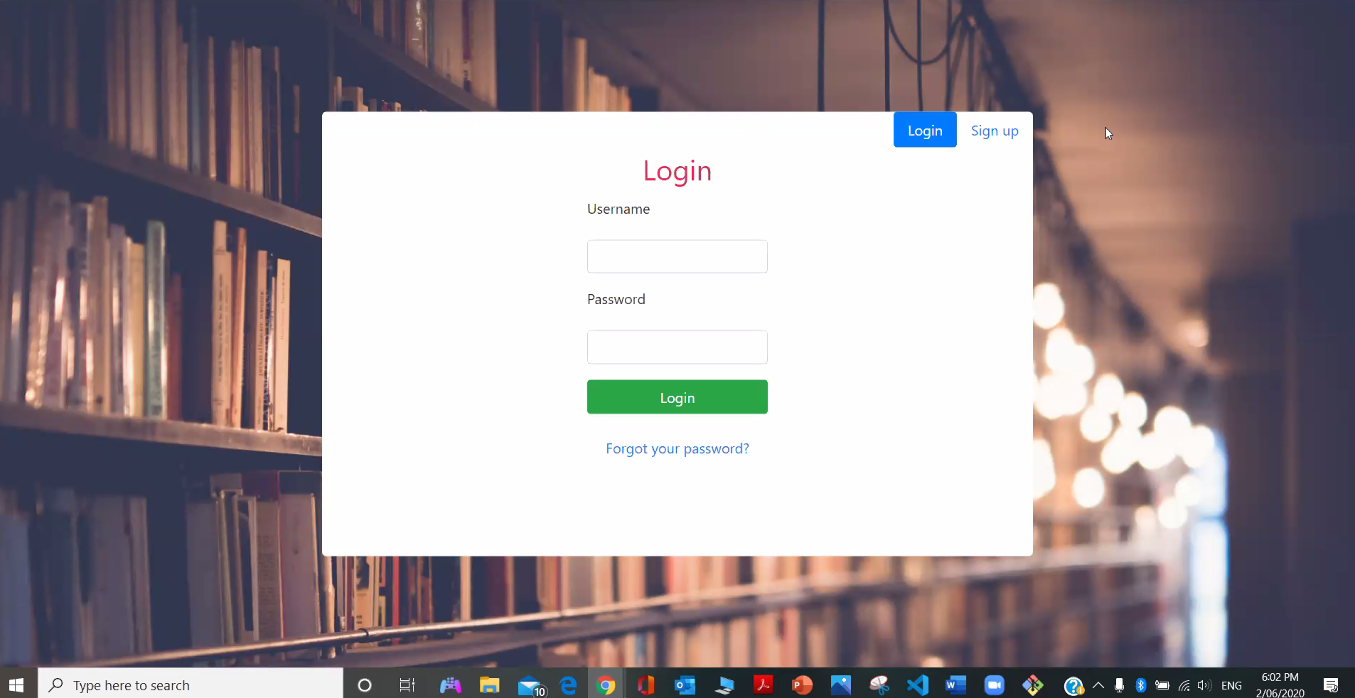 Login
Sign up
Login
Username
Password
Login
Forgot your password?
Type here to search
10
ENG
6:02 PM
2/06/2020